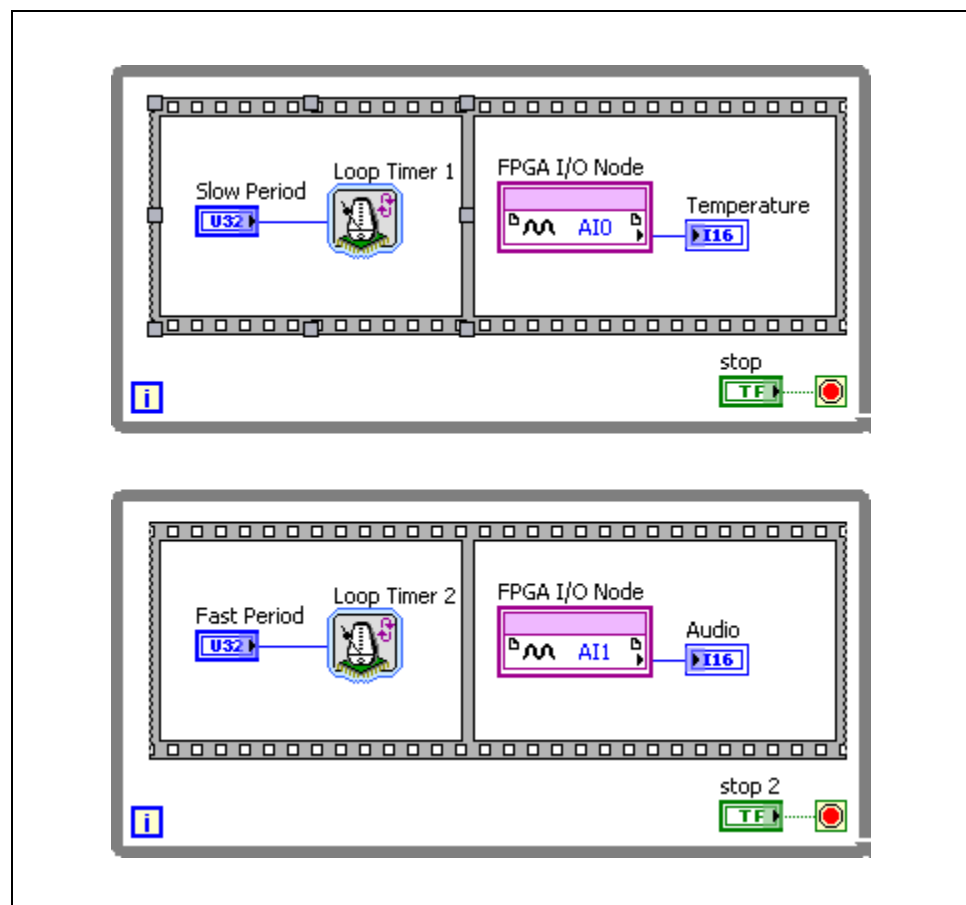 Loop Timer 1
FPGA I/O Node
Slow Period
Temperature
U32
AI0
I16
stop
TF
i
Loop Timer 2
FPGA I/O Node
Fast Period
Audio
U32
AI1
I16
stop 2
TF
i